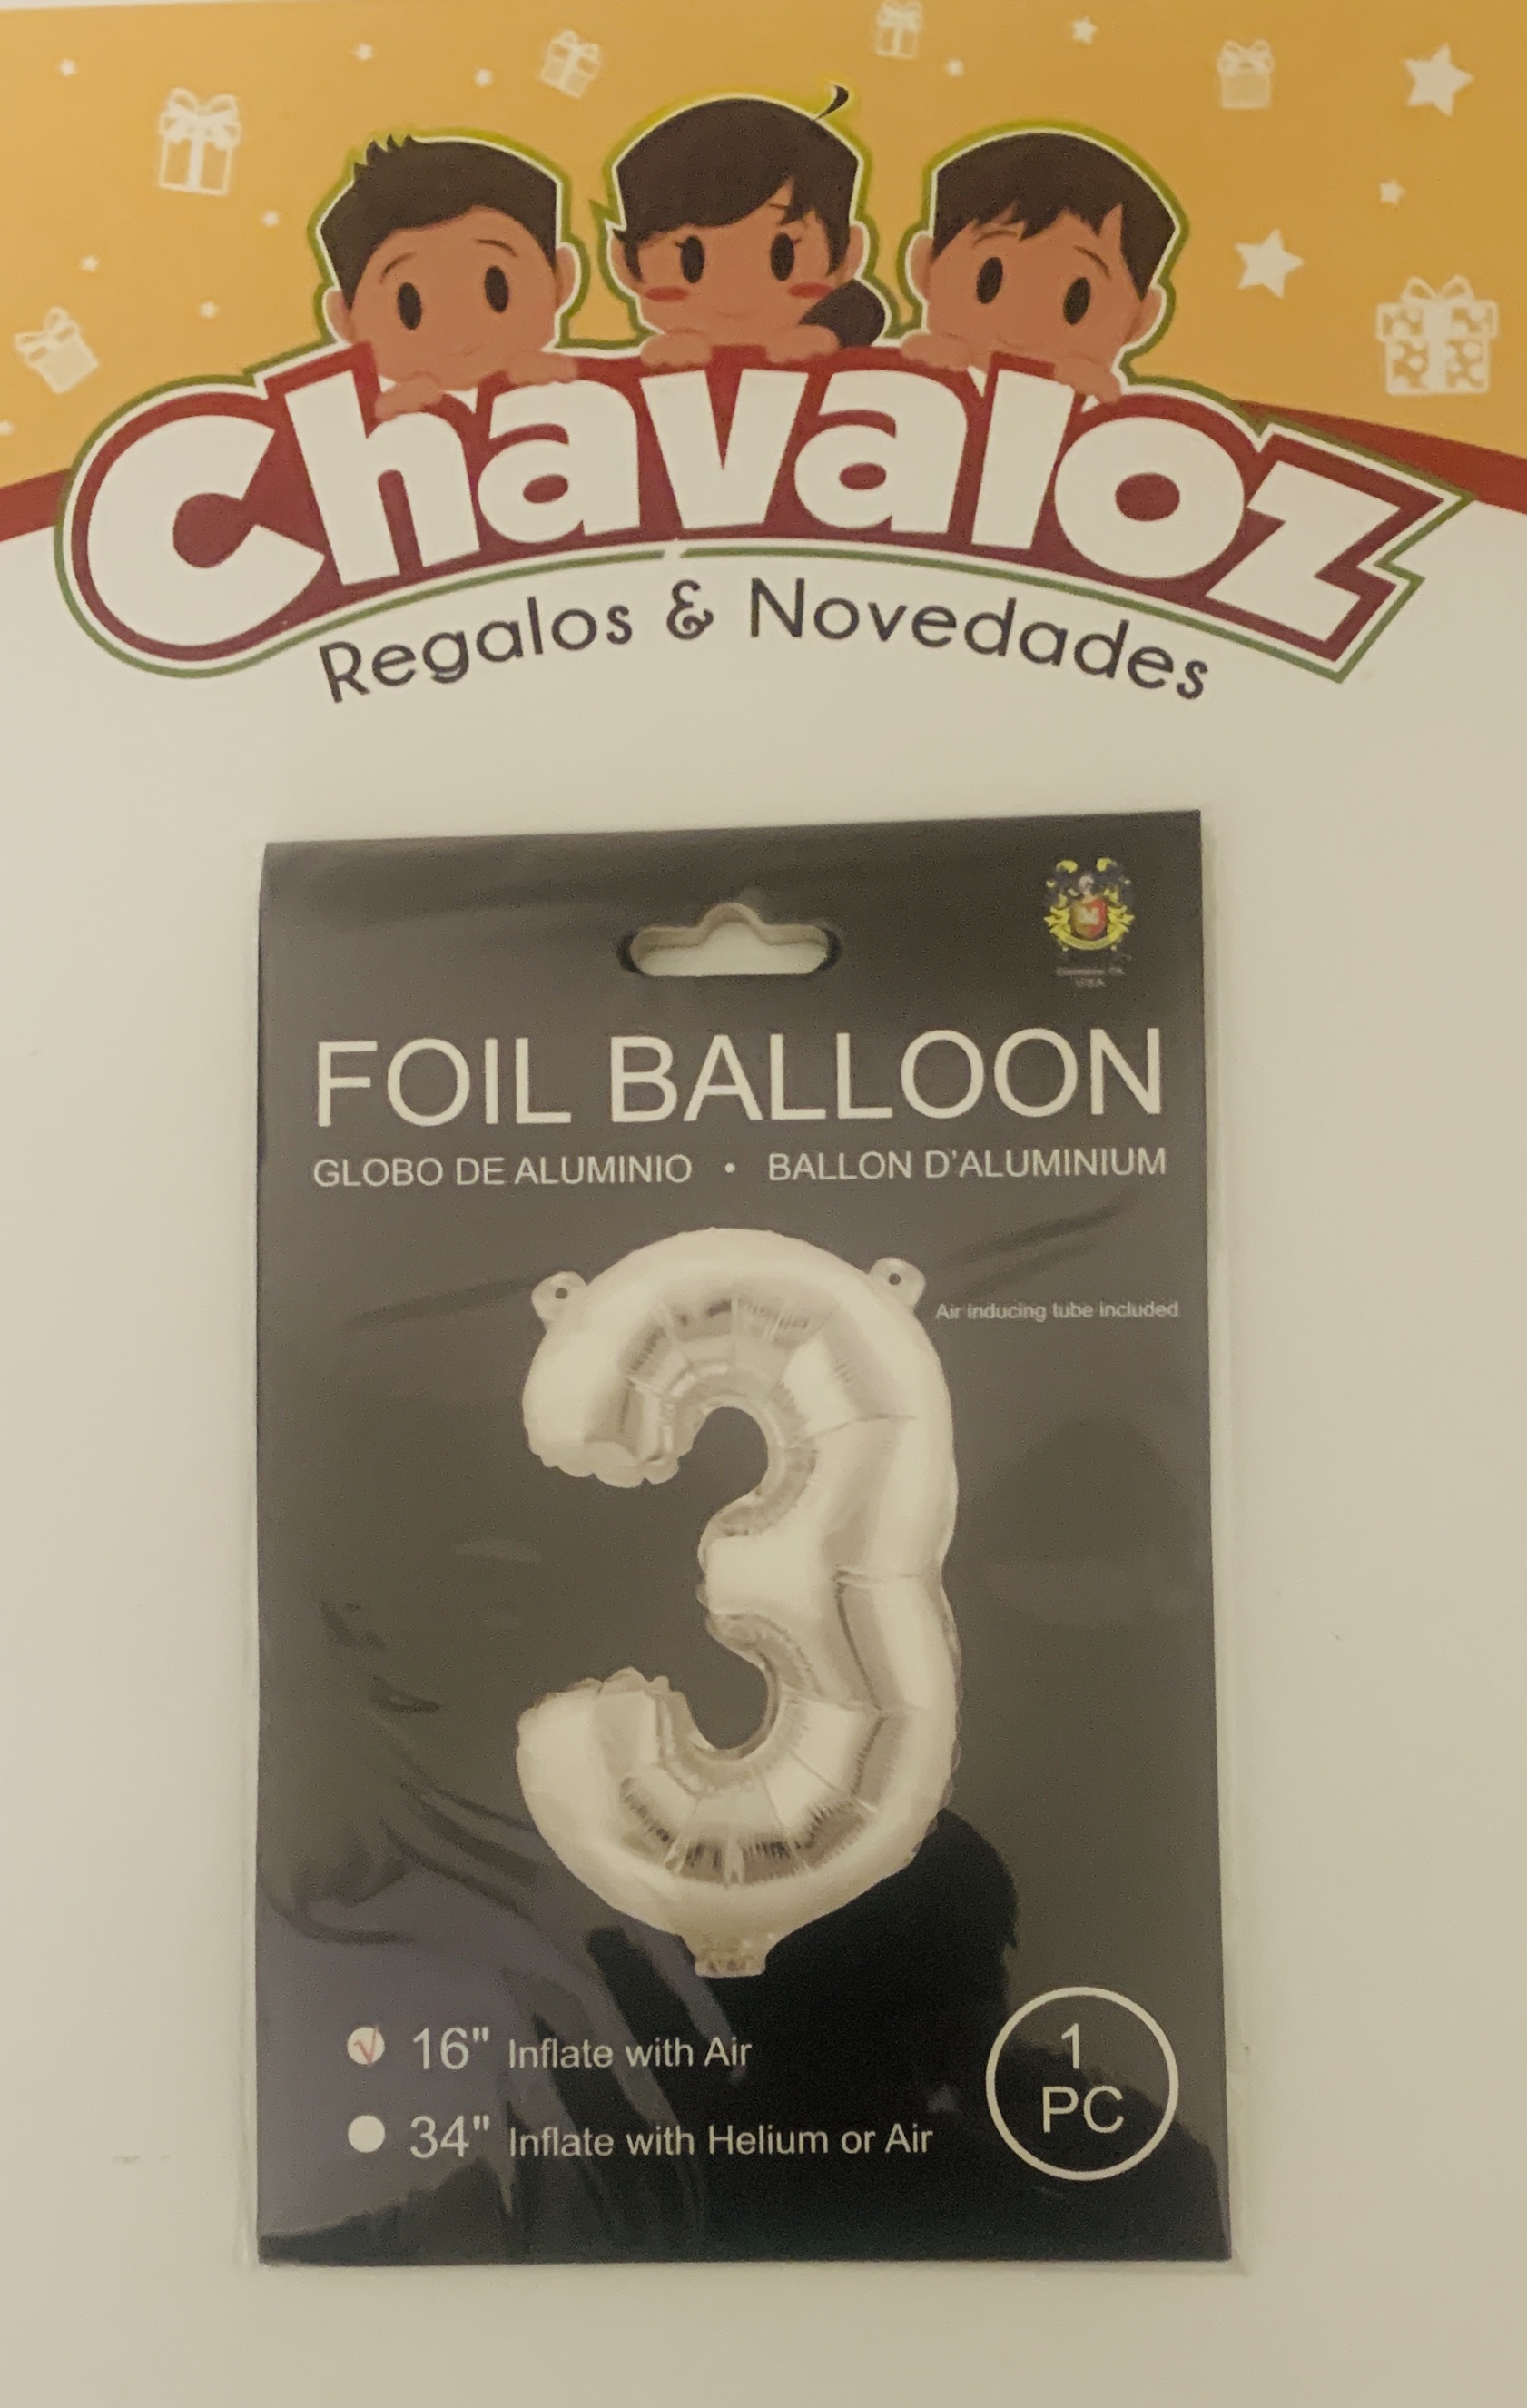 Chavaloz
Regalos & Novedades
USA
FOIL BALLOON
GLOBO DE ALUMINIO • BALLON D'ALUMINIUM
Air inducing tube included
16" Inflate with Air
34" Inflate with Helium or Air
1
PC